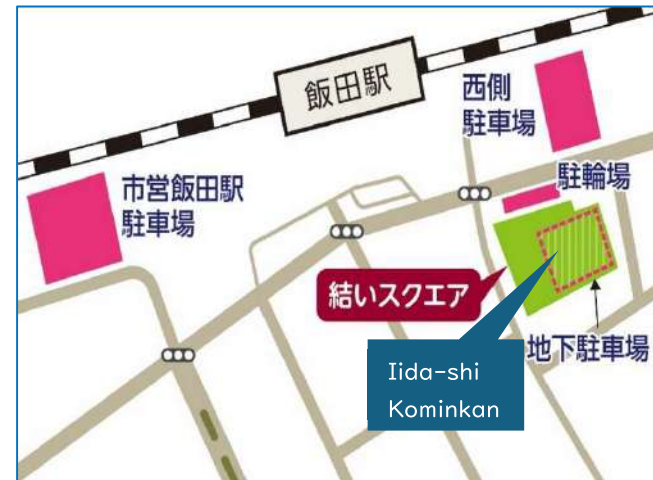 飯田駅
西側
駐車場
駐輪場
市営飯田駅
駐車場
結いスクエア
地下駐車場
Iida-shi
Kominkan